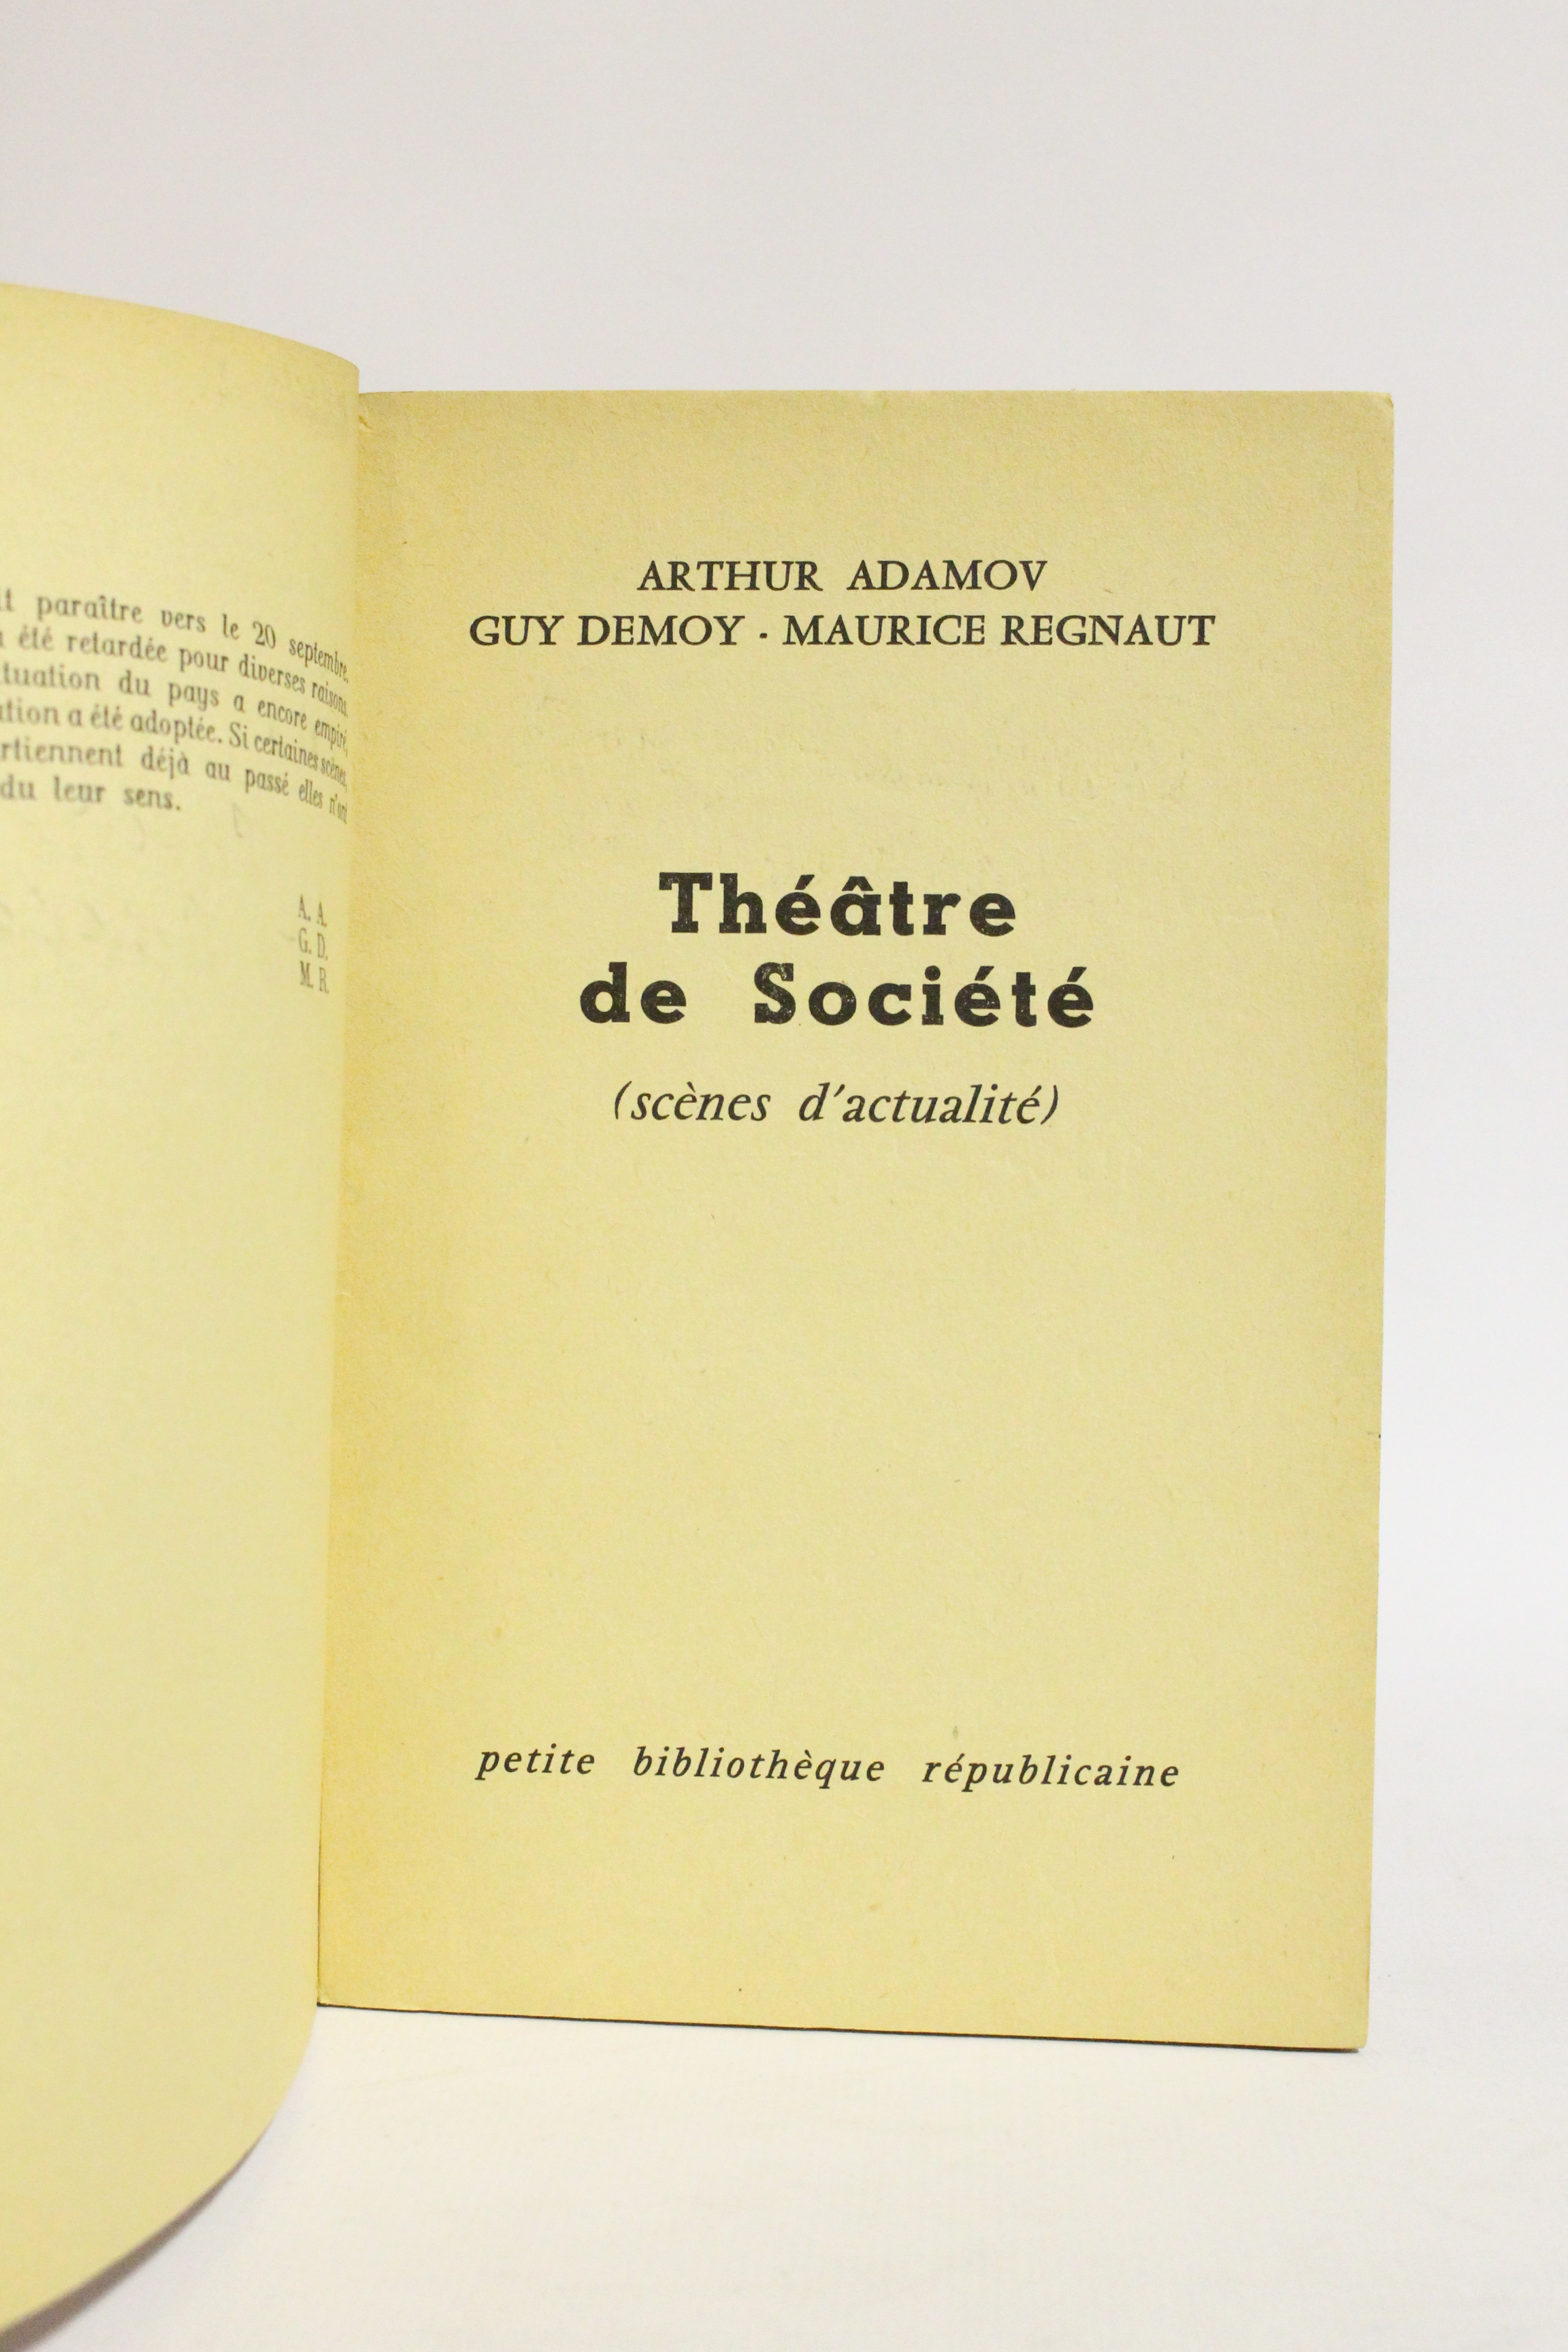 paraître vers le 20 septembre.
été retardée pour diverses raisons.
tuation du pays a encore empiré,
tion a été adoptée. Si certaines scènes,
rtiennent déjà au passé elles n'ont
du leur sens.
A. A.
G. D.
M. R.
ARTHUR ADAMOV
GUY DEMOY · MAURICE REGNAUT
Théâtre
de Société
(scènes d'actualité)
petite bibliothèque républicaine